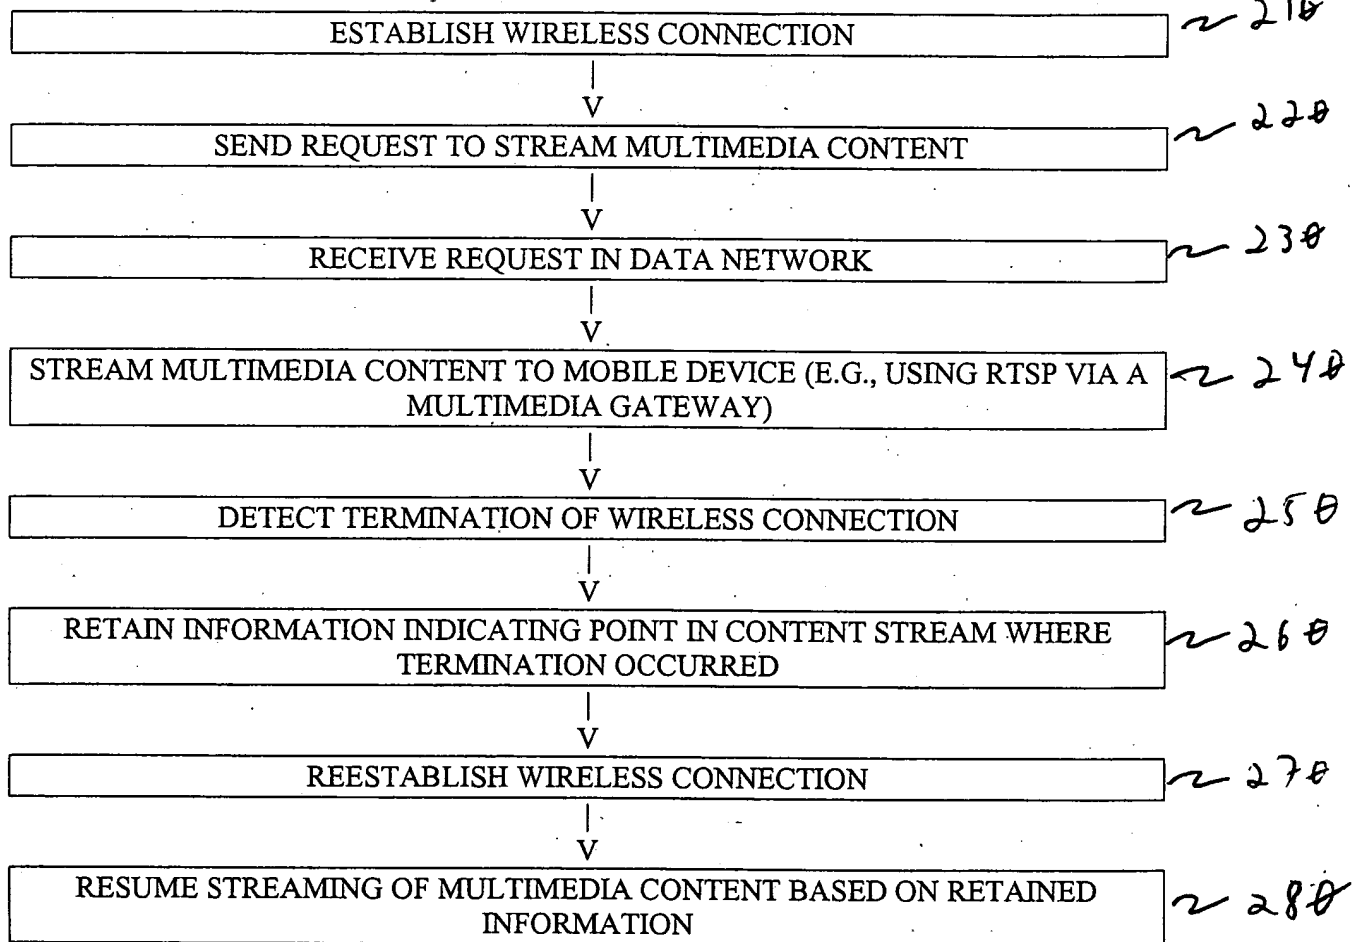 ESTABLISH WIRELESS CONNECTION
210
V
SEND REQUEST TO STREAM MULTIMEDIA CONTENT
220
V
RECEIVE REQUEST IN DATA NETWORK
230
V
STREAM MULTIMEDIA CONTENT TO MOBILE DEVICE (E.G., USING RTSP VIA A
MULTIMEDIA GATEWAY)
240
V
DETECT TERMINATION OF WIRELESS CONNECTION
250
V
RETAIN INFORMATION INDICATING POINT IN CONTENT STREAM WHERE
TERMINATION OCCURRED
260
V
REESTABLISH WIRELESS CONNECTION
270
V
RESUME STREAMING OF MULTIMEDIA CONTENT BASED ON RETAINED
INFORMATION
280